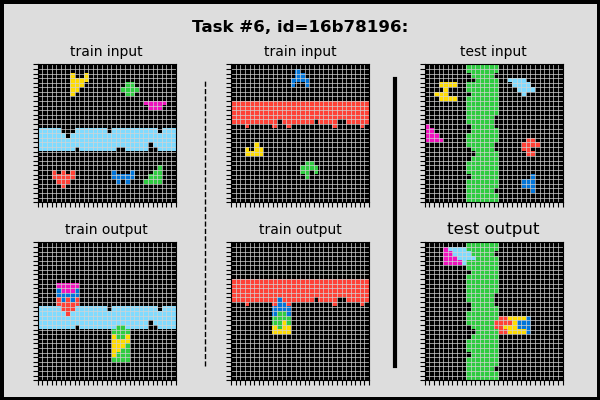 Task #6, id=16b78196:
train input
train input
test input
train output
train output
test output